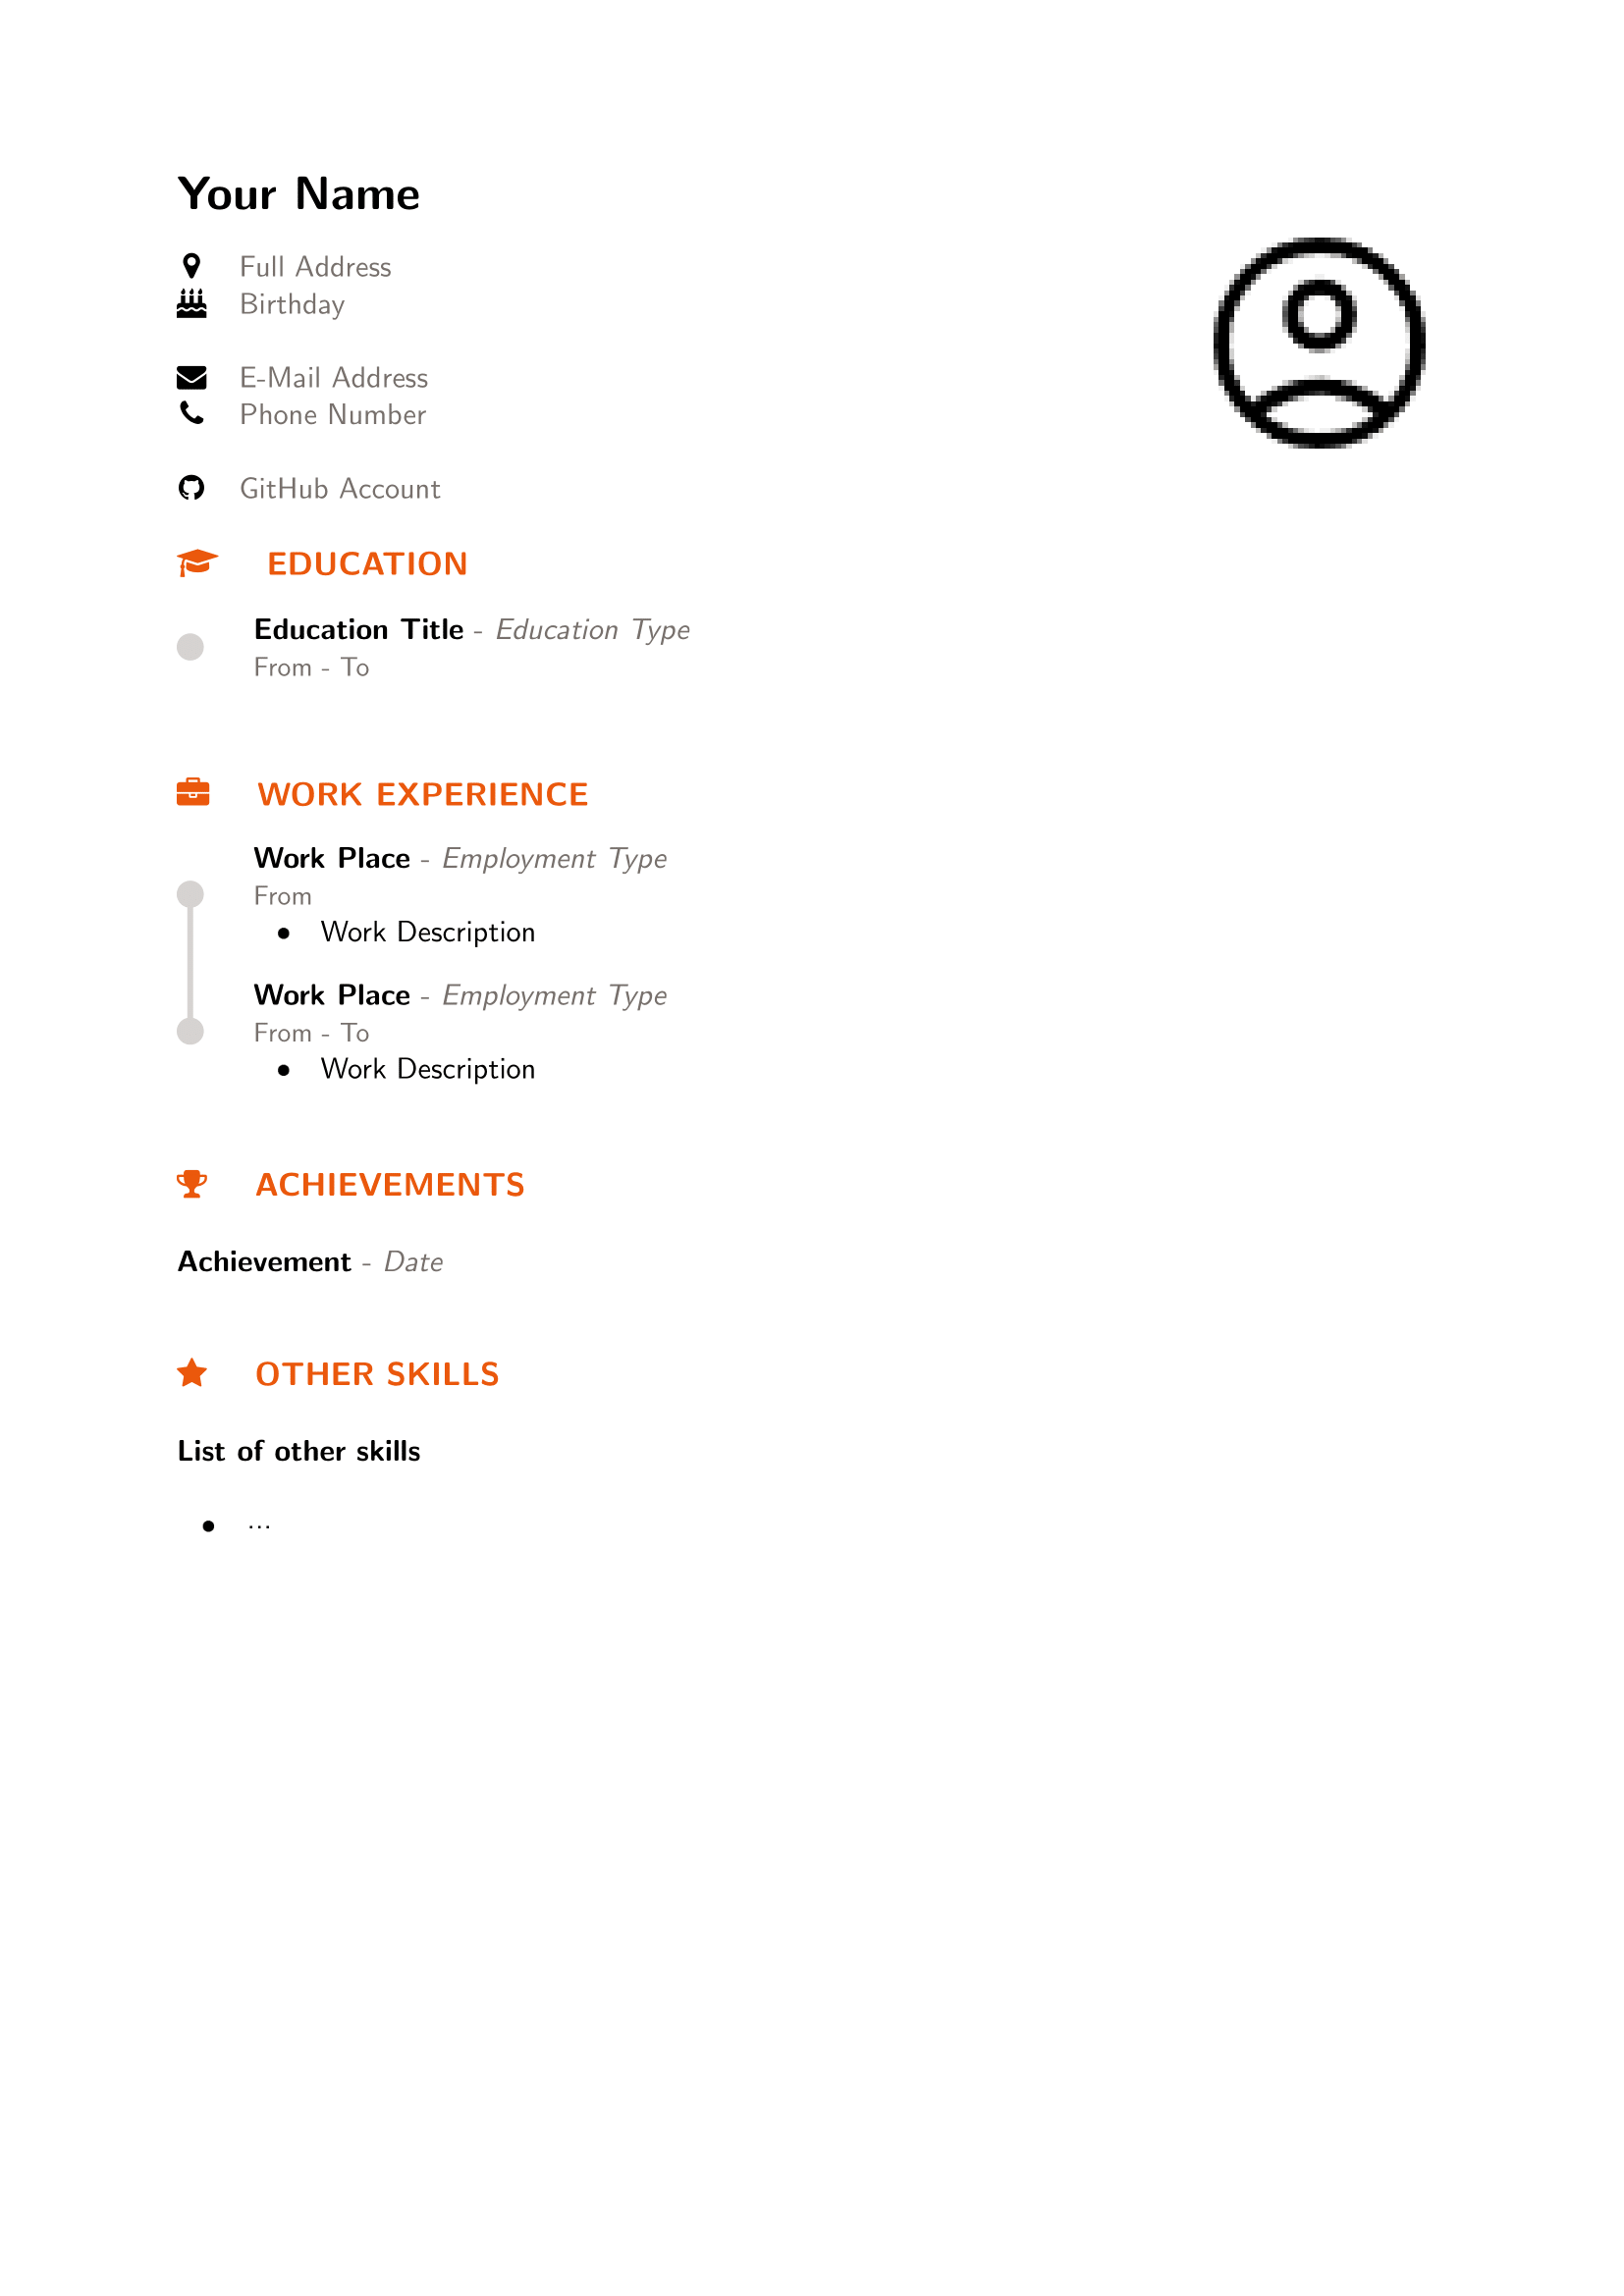 Your Name
Full Address
Birthday
E-Mail Address
Phone Number
GitHub Account
EDUCATION
Education Title - Education Type
From - To
WORK EXPERIENCE
Work Place - Employment Type
From
• Work Description
Work Place - Employment Type
From - To
• Work Description
ACHIEVEMENTS
Achievement - Date
OTHER SKILLS
List of other skills
• ...